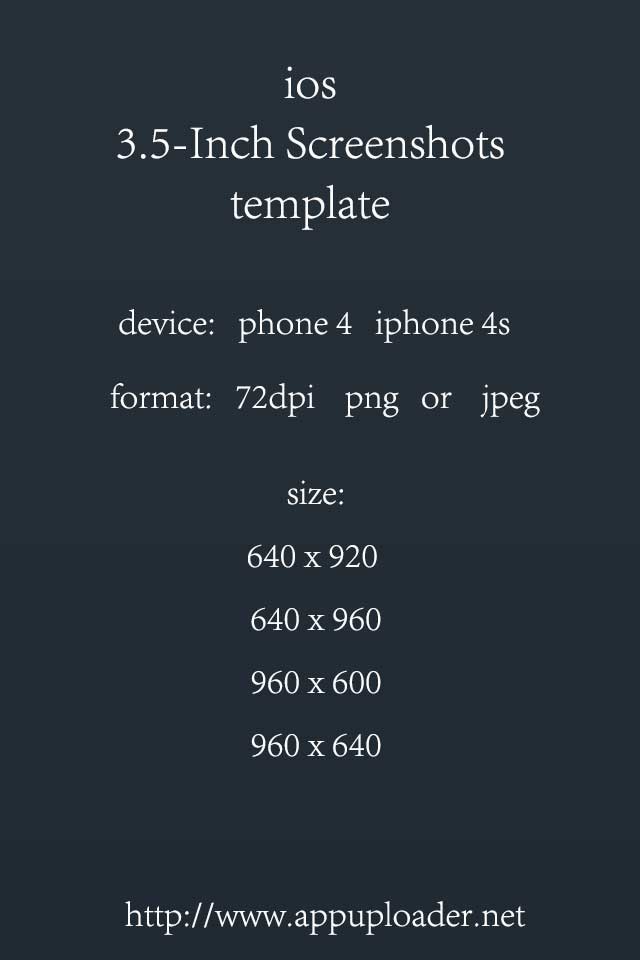 ios
3.5-Inch Screenshots
template
device: phone 4 iphone 4s
format: 72dpi png or jpeg
size:
640 x 920
640 x 960
960 x 600
960 x 640
http://www.appuploader.net